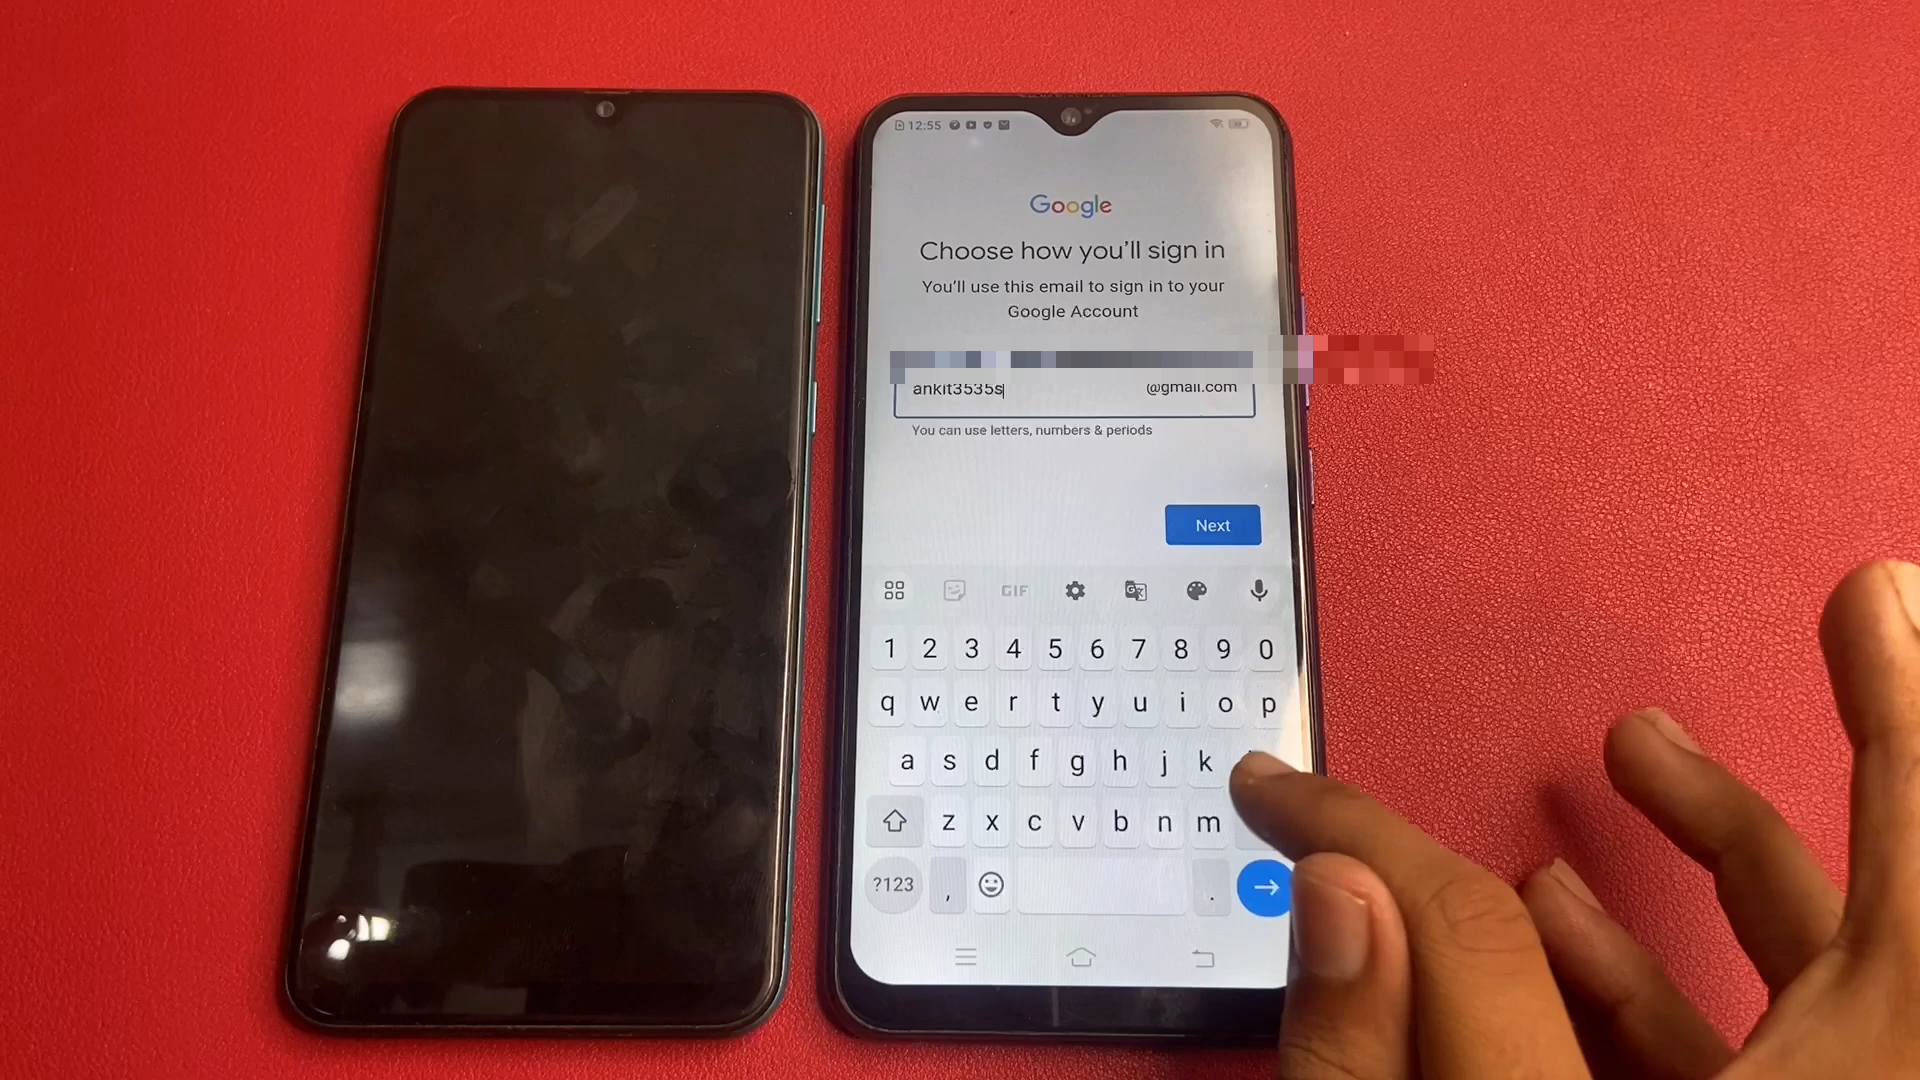 12:55
Google
Choose how you'll sign in
You'll use this email to sign in to your
Google Account
ankit3535s @gmail.com
You can use letters, numbers & periods
Next
GIF
1 2 3 4 5 6 7 8 9 0
q w e r t y u i o p
a s d f g h j k
z x c v b n m
?123 , .